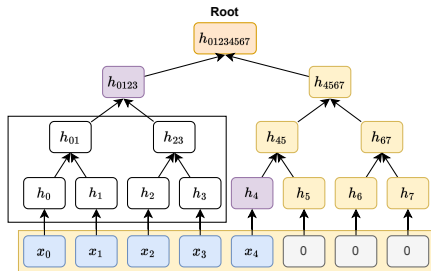 Root
h₀₁₂₃₄₅₆₇
h₀₁₂₃ h₄₅₆₇
h₀₁ h₂₃ h₄₅ h₆₇
h₀ h₁ h₂ h₃ h₄ h₅ h₆ h₇
x₀ x₁ x₂ x₃ x₄ 0 0 0